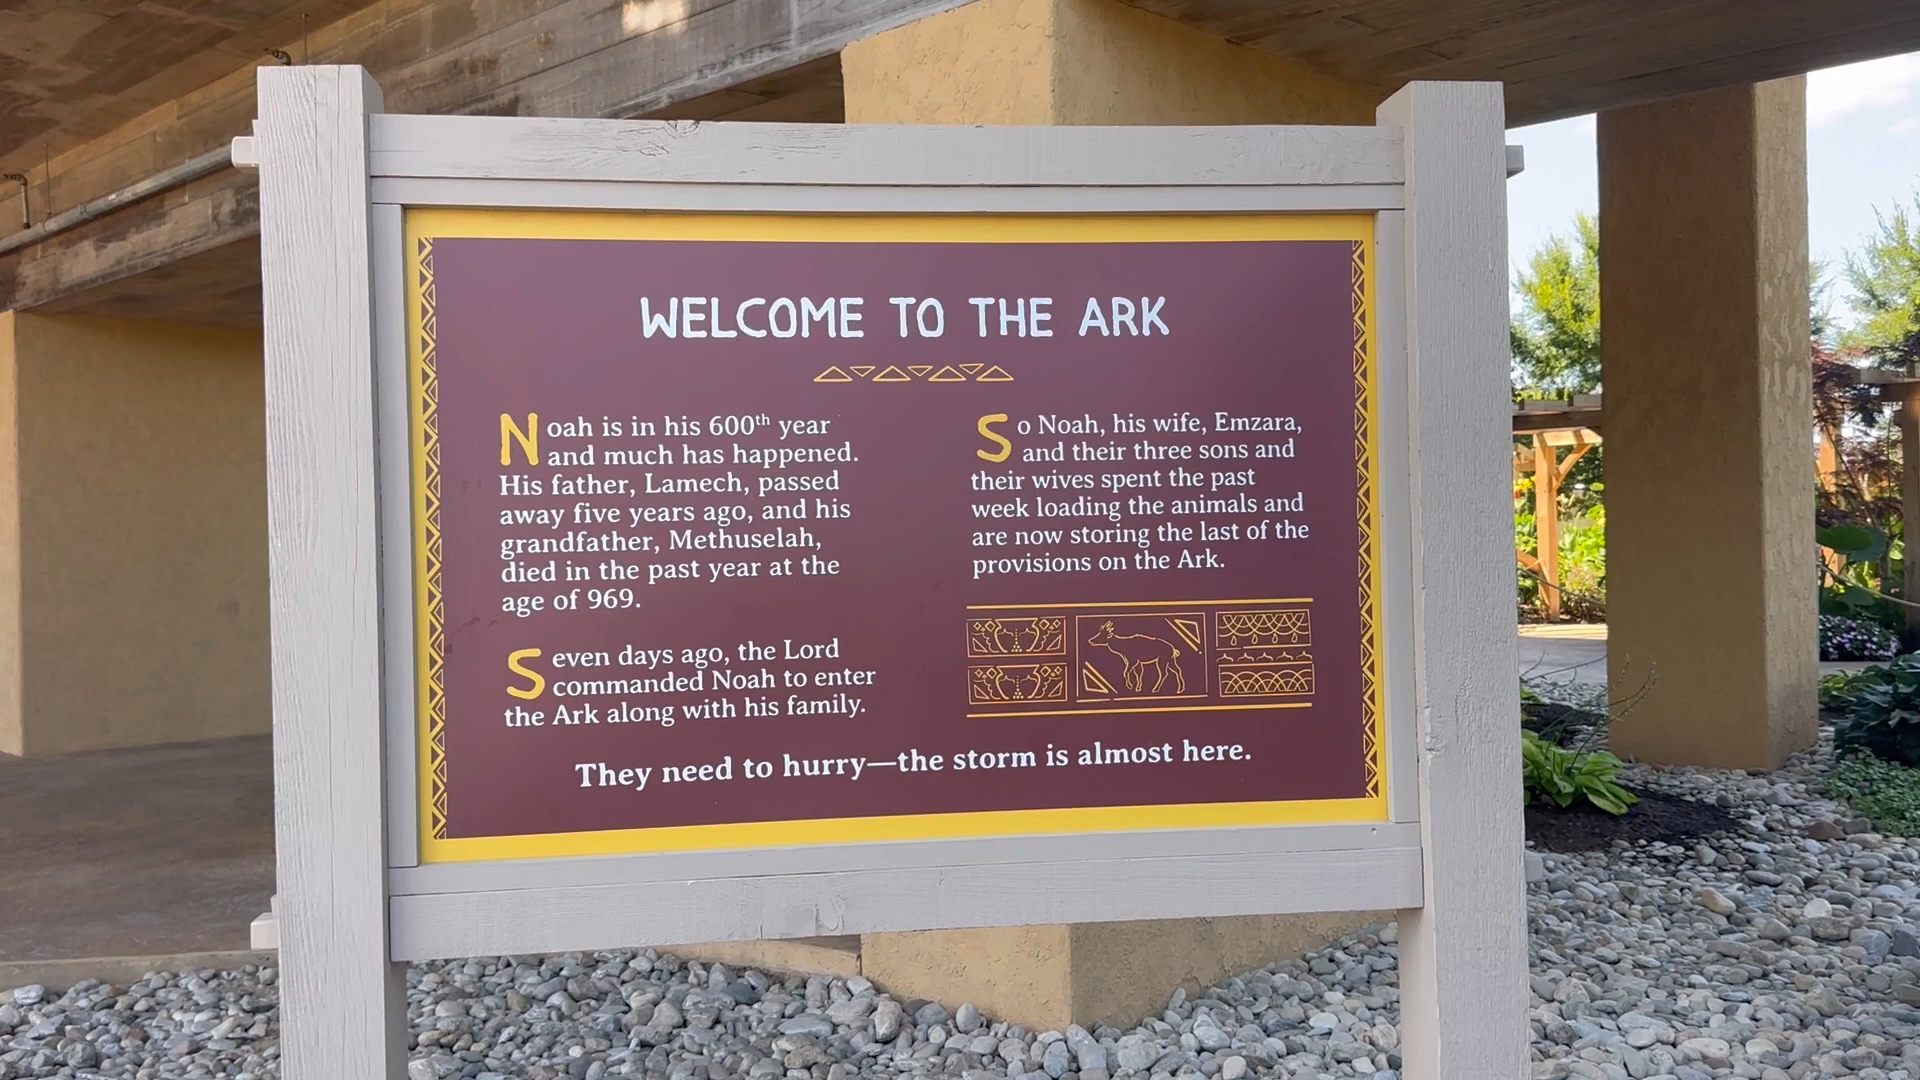 WELCOME TO THE ARK
Noah is in his 600th year
and much has happened.
His father, Lamech, passed
away five years ago, and his
grandfather, Methuselah,
died in the past year at the
age of 969.
Seven days ago, the Lord
commanded Noah to enter
the Ark along with his family.
So Noah, his wife, Emzara,
and their three sons and
their wives spent the past
week loading the animals and
are now storing the last of the
provisions on the Ark.
They need to hurry—the storm is almost here.